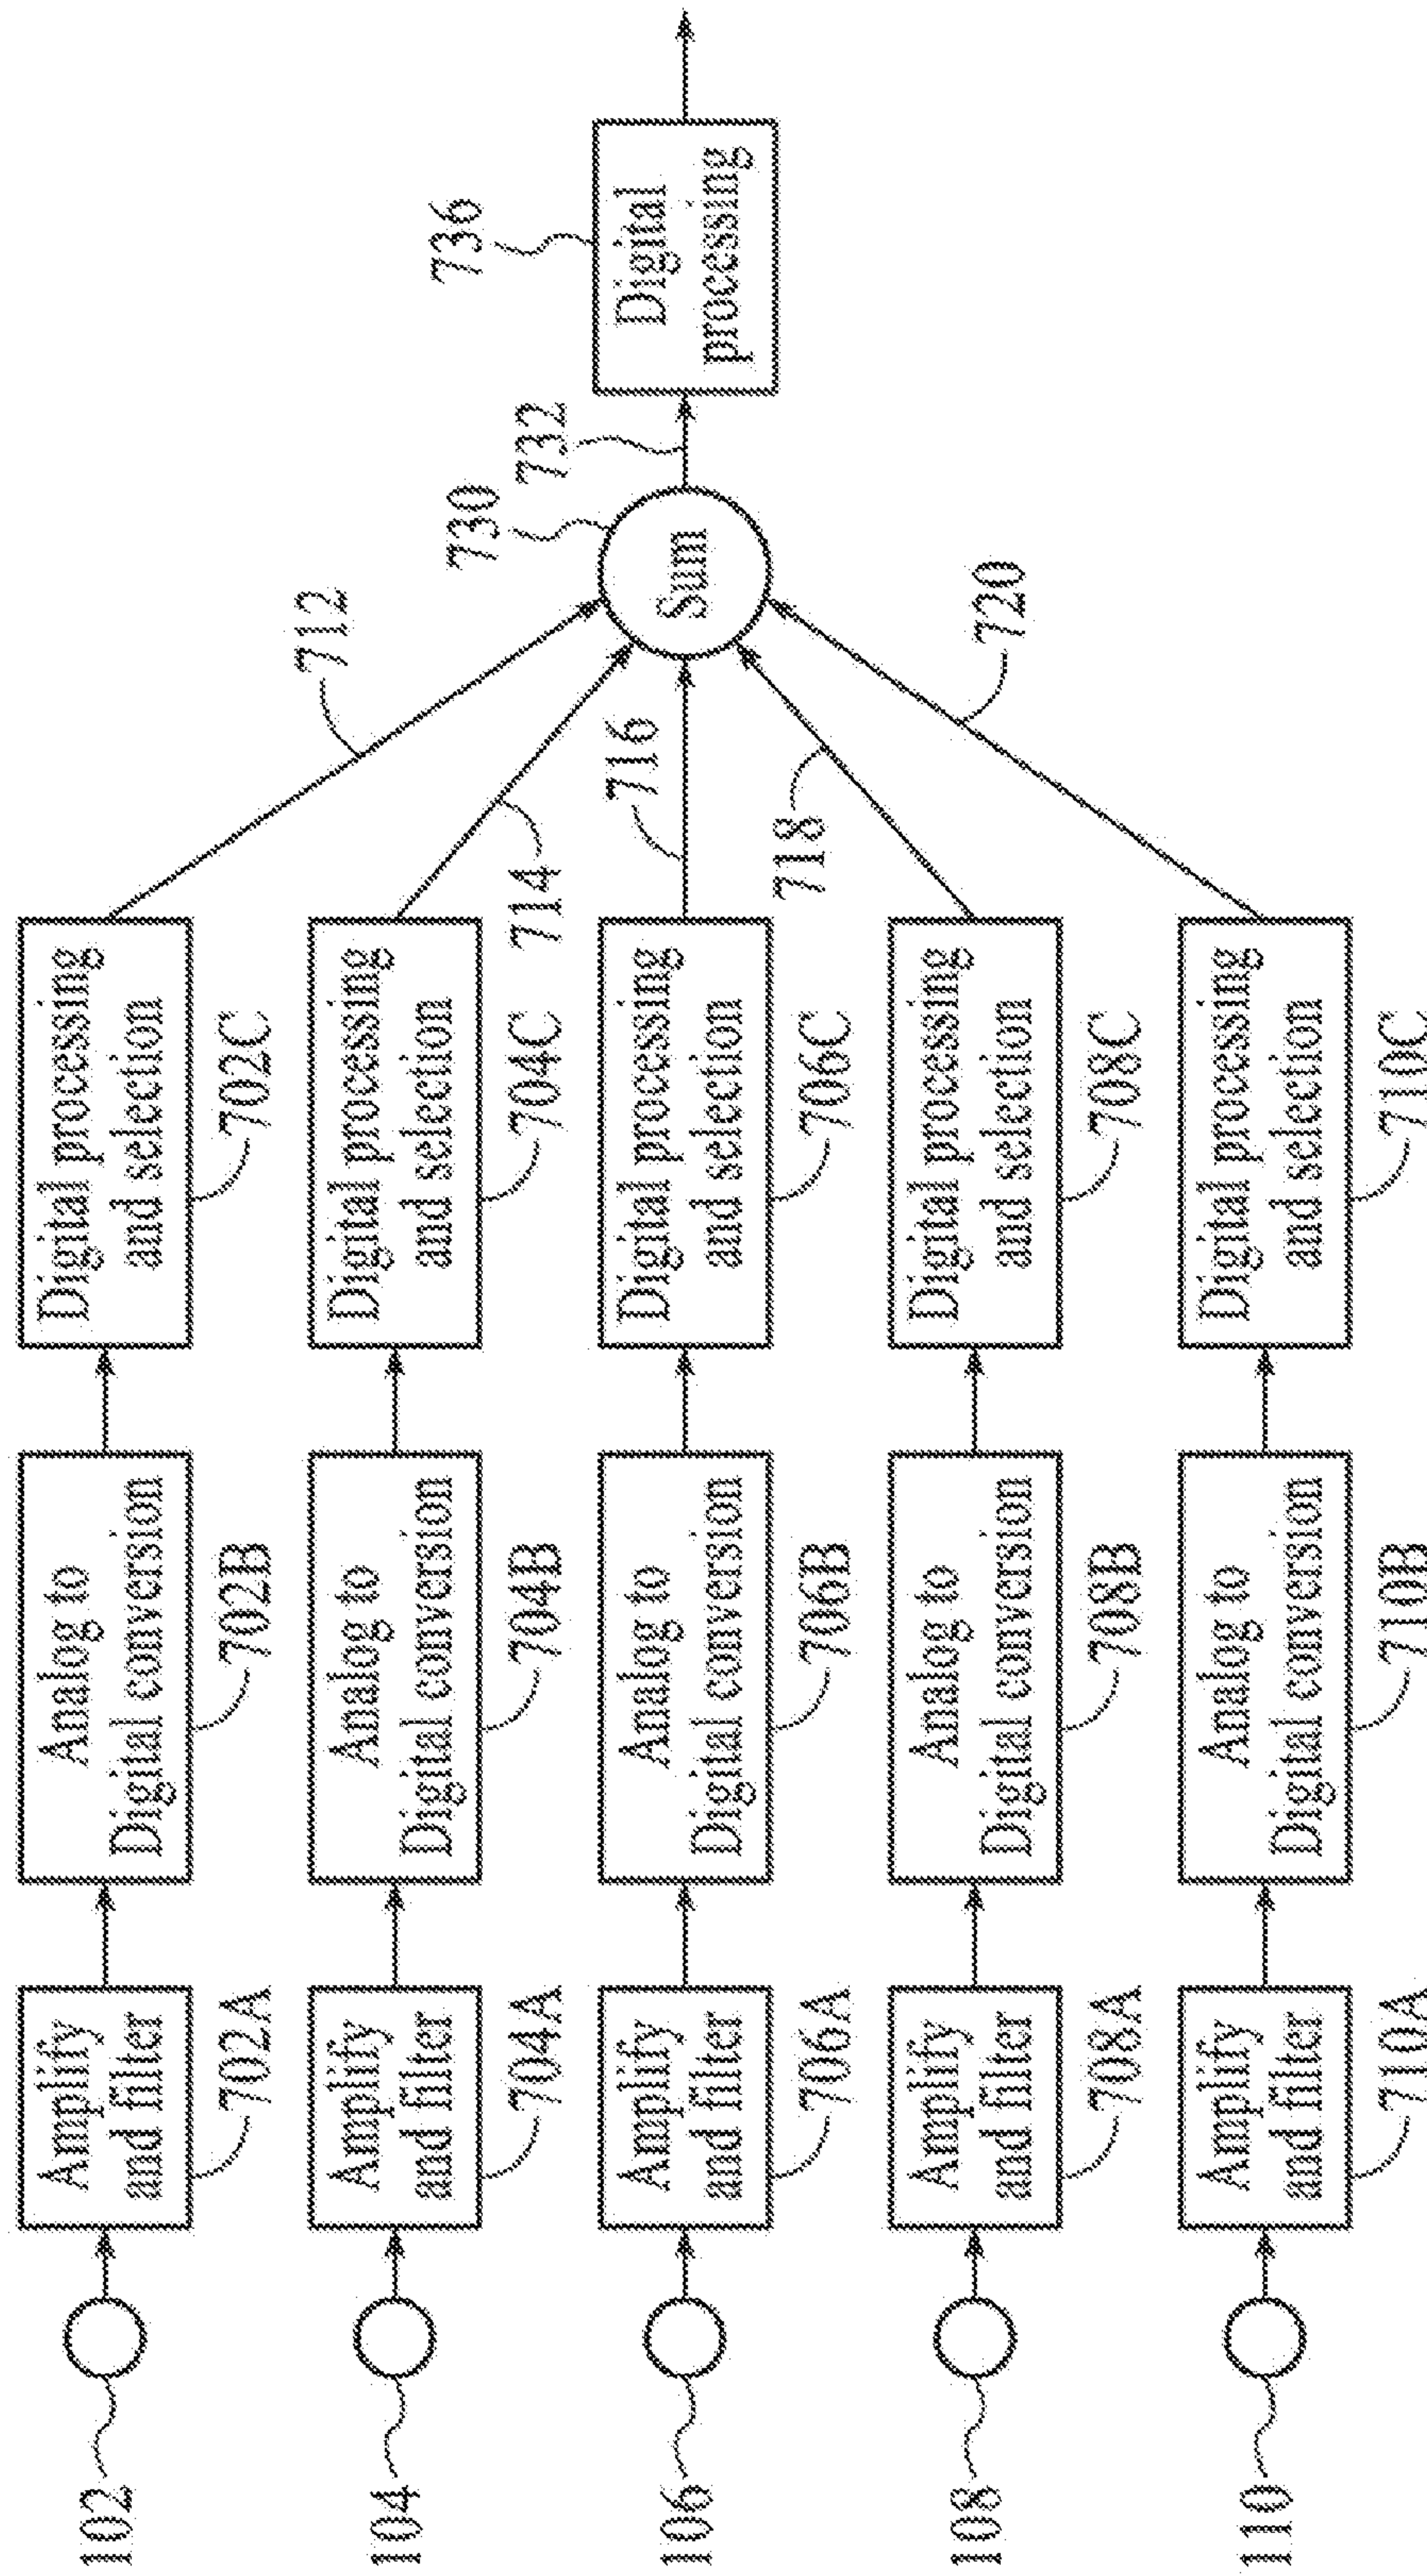 102
Amplify
and filter
702A
Analog to
Digital conversion
702B
Digital processing
and selection
702C
712
104
Amplify
and filter
704A
Analog to
Digital conversion
704B
Digital processing
and selection
704C
714
106
Amplify
and filter
706A
Analog to
Digital conversion
706B
Digital processing
and selection
706C
716
108
Amplify
and filter
708A
Analog to
Digital conversion
708B
Digital processing
and selection
708C
718
110
Amplify
and filter
710A
Analog to
Digital conversion
710B
Digital processing
and selection
710C
720
730
Sum
732
736
Digital
processing